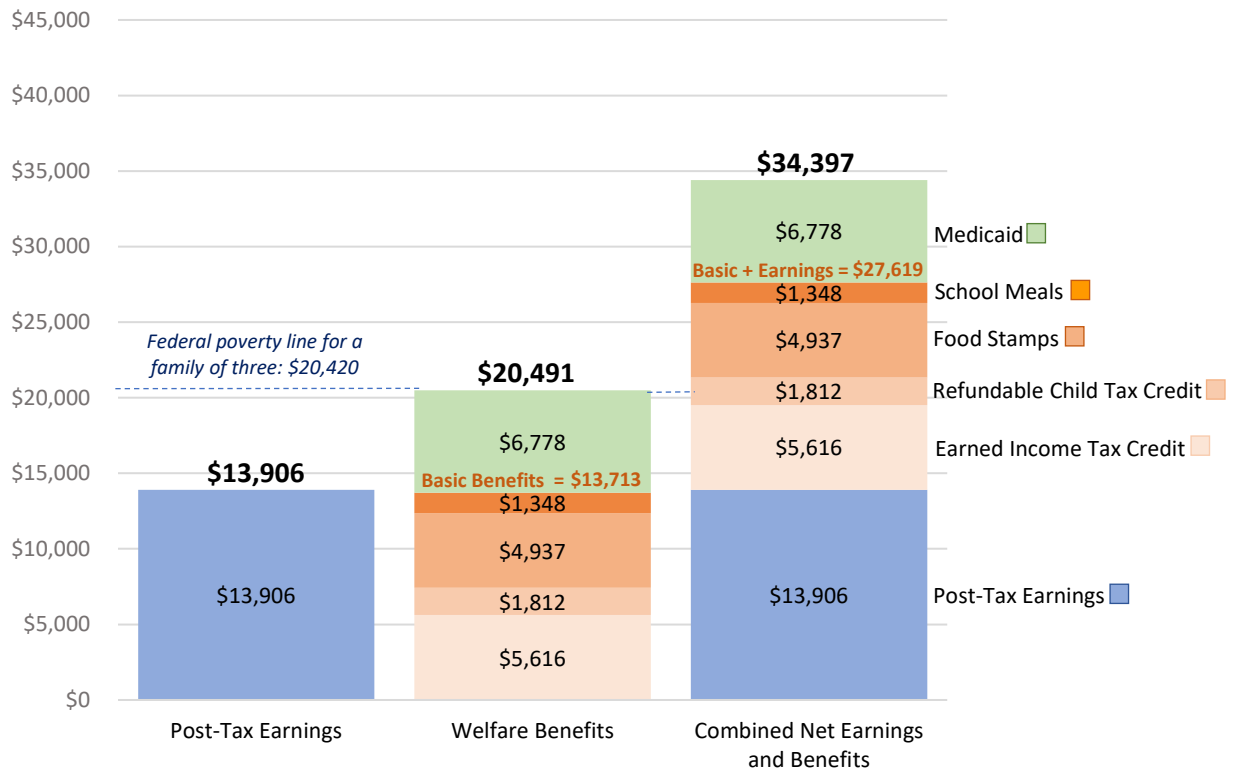 $45,000
$40,000
$35,000
$30,000
$25,000
$20,000
$15,000
$10,000
$5,000
$0
Federal poverty line for a
family of three: $20,420
$13,906
$13,906
$20,491
$6,778
Basic Benefits = $13,713
$1,348
$4,937
$1,812
$5,616
$34,397
$6,778
Basic + Earnings = $27,619
$1,348
$4,937
$1,812
$5,616
$13,906
Medicaid
School Meals
Food Stamps
Refundable Child Tax Credit
Earned Income Tax Credit
Post-Tax Earnings
Post-Tax Earnings
Welfare Benefits
Combined Net Earnings
and Benefits